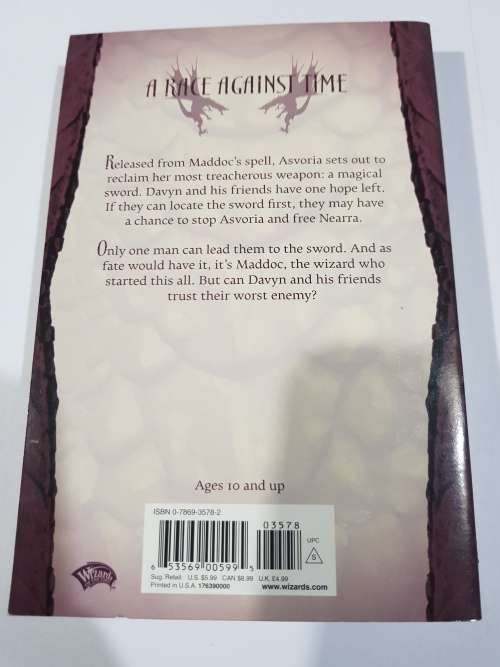 A RACE AGAINST TIME
Released from Maddoc's spell, Asvoria sets out to
reclaim her most treacherous weapon: a magical
sword. Davyn and his friends have one hope left.
If they can locate the sword first, they may have
a chance to stop Asvoria and free Nearra.
Only one man can lead them to the sword. And as
fate would have it, it's Maddoc, the wizard who
started this all. But can Davyn and his friends
trust their worst enemy?
Ages 10 and up
ISBN 0-7869-3578-2
03578
UPC
S
6 53569 00599 5
Sug. Retail U.S. $5.99 CAN $8.99 U.K. £4.99
Printed in U.S.A. 176390000 www.wizards.com
Wizards